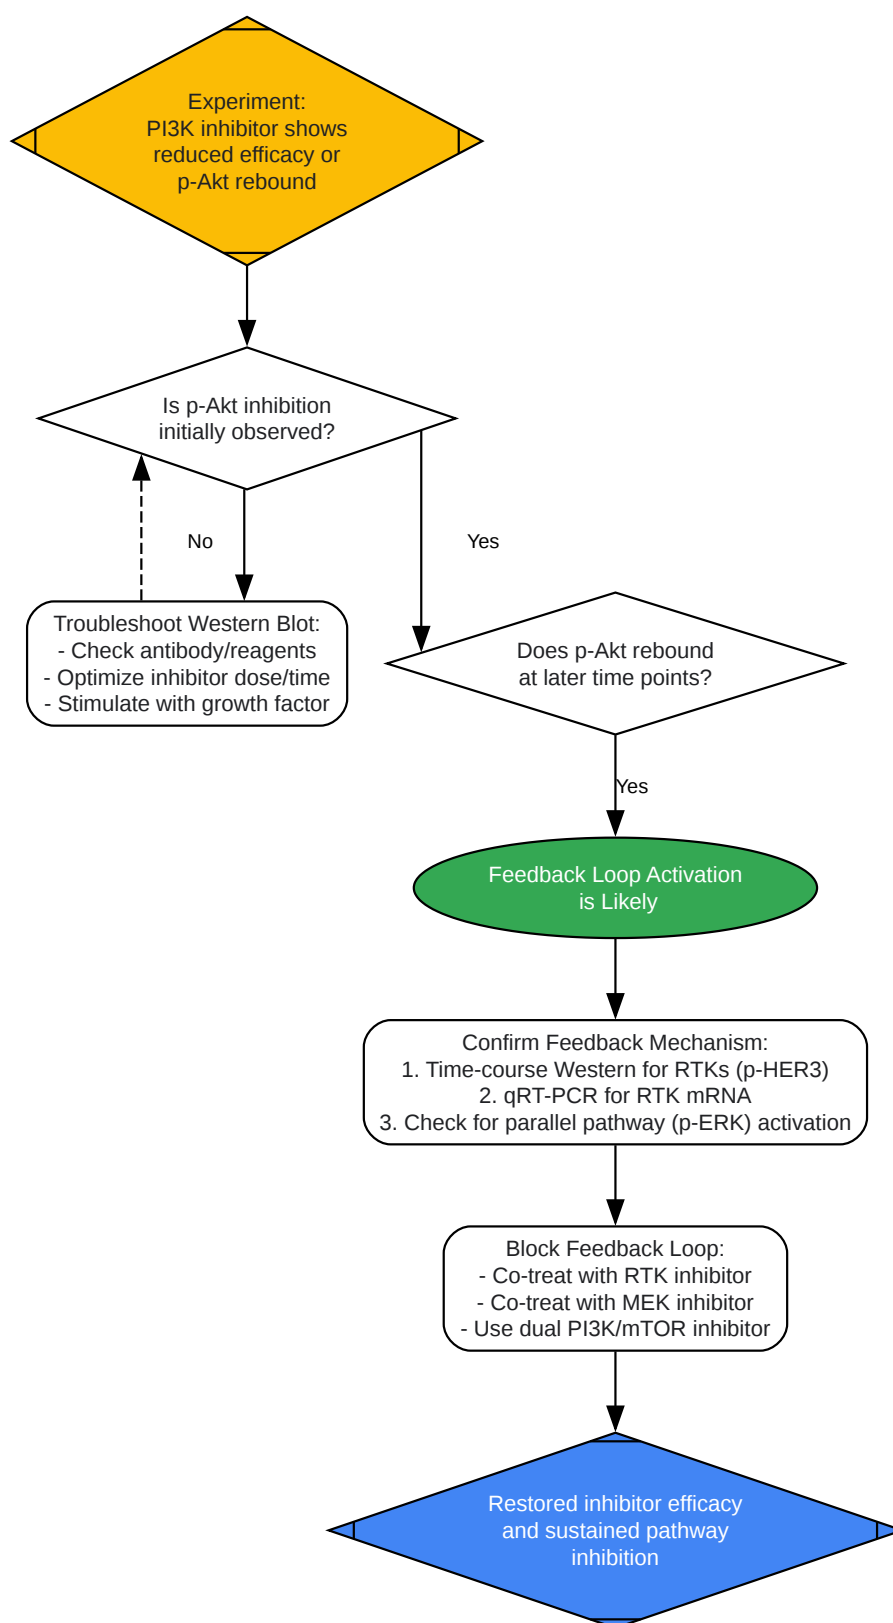 Experiment:
PI3K inhibitor shows
reduced efficacy or
p-Akt rebound
Is p-Akt inhibition
initially observed?
No
Yes
Troubleshoot Western Blot:
- Check antibody/reagents
- Optimize inhibitor dose/time
- Stimulate with growth factor
Does p-Akt rebound
at later time points?
Yes
Feedback Loop Activation
is Likely
Confirm Feedback Mechanism:
1. Time-course Western for RTKs (p-HER3)
2. qRT-PCR for RTK mRNA
3. Check for parallel pathway (p-ERK) activation
Block Feedback Loop:
- Co-treat with RTK inhibitor
- Co-treat with MEK inhibitor
- Use dual PI3K/mTOR inhibitor
Restored inhibitor efficacy
and sustained pathway
inhibition